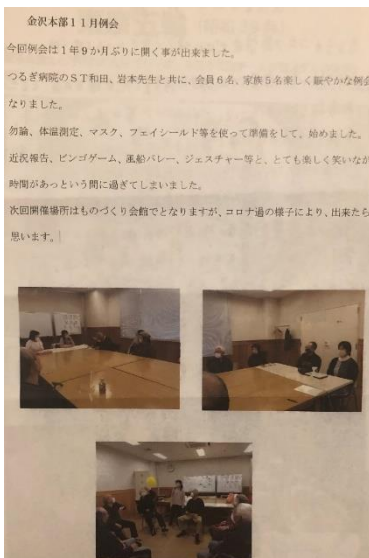 金沢本部11月例会
今回例会は1年9か月ぶりに開く事が出来ました。
つるぎ病院のST和田、岩本先生と共に、会員6名、家族5名楽しく賑やかな例会
なりました。
勿論、体温測定、マスク、フェイシールド等を使って準備をして、始めました。
近況報告、ビンゴゲーム、風船バレー、ジェスチャー等と、とても楽しく笑いなが
時間があっという間に過ぎてしまいました。
次回開催場所はものづくり会館でとなりますが、コロナ過の様子により、出来たら
思います。